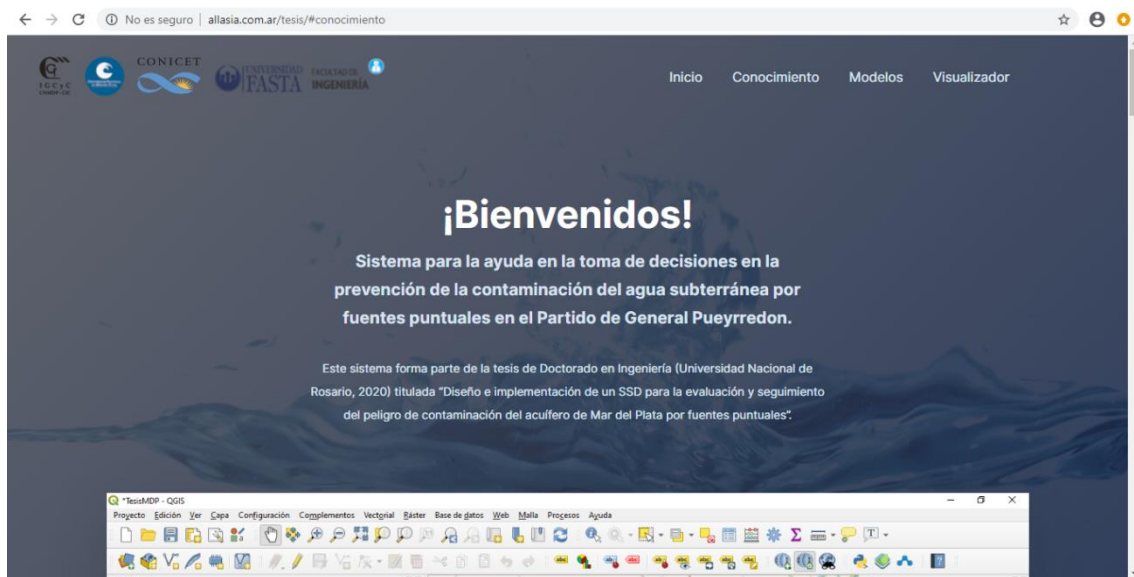 No es seguro | allasia.com.ar/tesis/#conocimiento
IGCyC
CONICET
UNIVERSIDAD
FASTA
FACULTAD DE
INGENIERÍA
Inicio Conocimiento Modelos Visualizador
¡Bienvenidos!
Sistema para la ayuda en la toma de decisiones en la
prevención de la contaminación del agua subterránea por
fuentes puntuales en el Partido de General Pueyrredon.
Este sistema forma parte de la tesis de Doctorado en Ingeniería (Universidad Nacional de
Rosario, 2020) titulada "Diseño e implementación de un SSD para la evaluación y seguimiento
del peligro de contaminación del acuífero de Mar del Plata por fuentes puntuales".
*TesisMDP - QGIS
Proyecto Edición Ver Capa Configuración Complementos Vectorial Ráster Base de datos Web Malla Procesos Ayuda